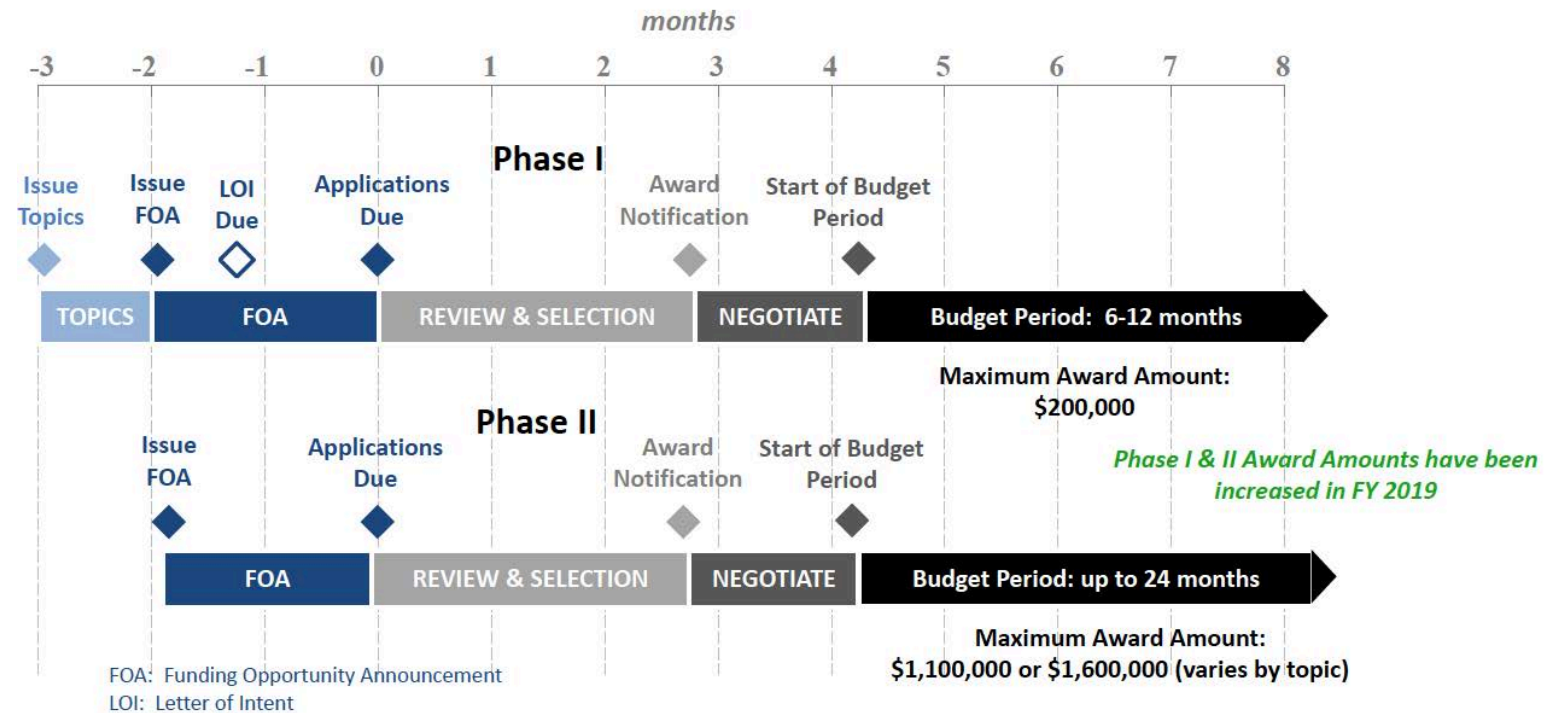 months
-3 -2 -1 0 1 2 3 4 5 6 7 8
Phase I
Issue
Topics
Issue
FOA
LOI
Due
Applications
Due
Award
Notification
Start of Budget
Period
TOPICS
FOA
REVIEW & SELECTION
NEGOTIATE
Budget Period: 6-12 months
Maximum Award Amount:
$200,000
Phase II
Issue
FOA
Applications
Due
Award
Notification
Start of Budget
Period
Phase I & II Award Amounts have been
increased in FY 2019
FOA
REVIEW & SELECTION
NEGOTIATE
Budget Period: up to 24 months
Maximum Award Amount:
$1,100,000 or $1,600,000 (varies by topic)
FOA: Funding Opportunity Announcement
LOI: Letter of Intent